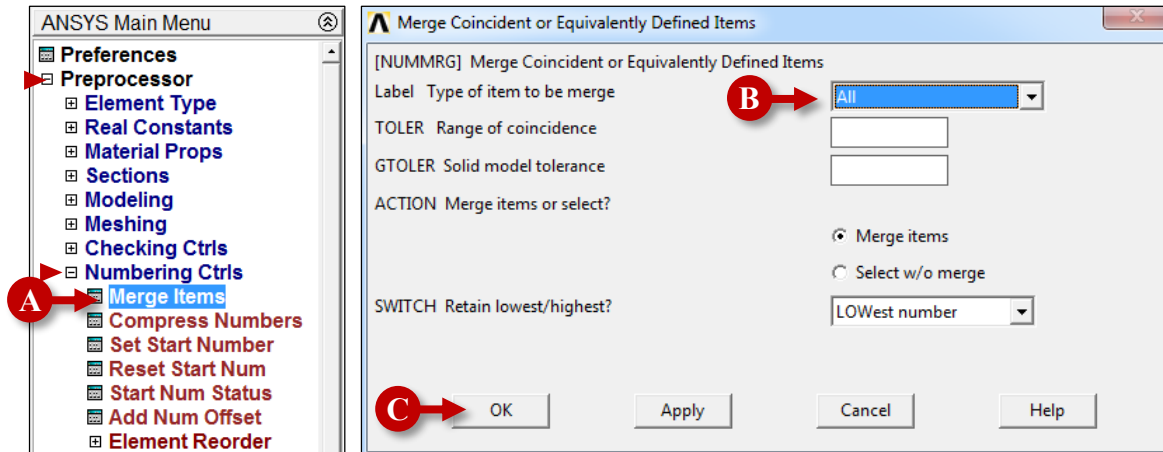 ANSYS Main Menu
Preferences
Preprocessor
Element Type
Real Constants
Material Props
Sections
Modeling
Meshing
Checking Ctrls
Numbering Ctrls
A
Merge Items
Compress Numbers
Set Start Number
Reset Start Num
Start Num Status
Add Num Offset
Element Reorder
Merge Coincident or Equivalently Defined Items
[NUMMRG] Merge Coincident or Equivalently Defined Items
Label Type of item to be merge
B
All
TOLER Range of coincidence
GTOLER Solid model tolerance
ACTION Merge items or select?
Merge items
Select w/o merge
SWITCH Retain lowest/highest?
LOWest number
C
OK
Apply
Cancel
Help